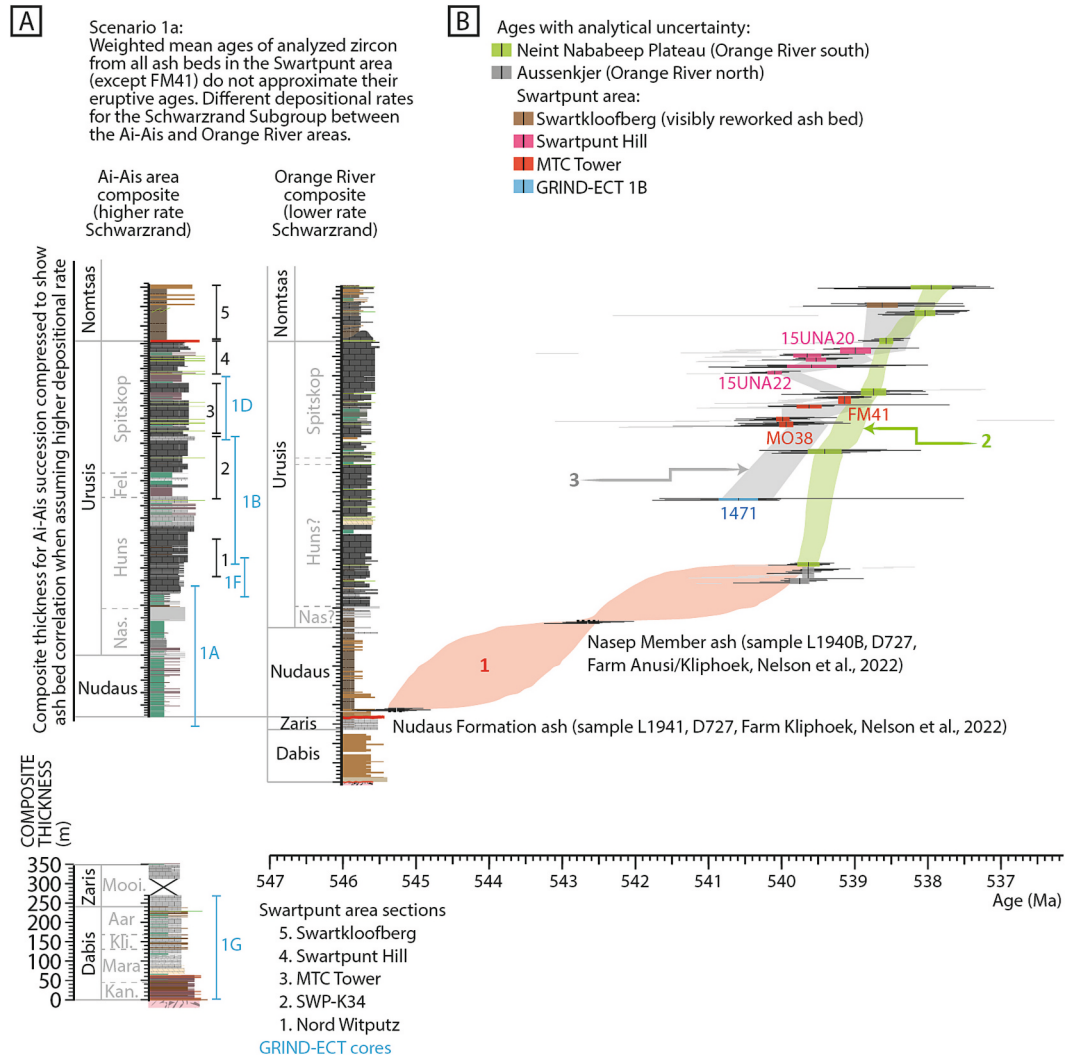 A
Scenario 1a:
Weighted mean ages of analyzed zircon
from all ash beds in the Swartpunt area
(except FM41) do not approximate their
eruptive ages. Different depositional rates
for the Schwarzrand Subgroup between
the Ai-Ais and Orange River areas.
B
Ages with analytical uncertainty:
Neint Nababeep Plateau (Orange River south)
Aussenkjer (Orange River north)
Swartpunt area:
Swartkloofberg (visibly reworked ash bed)
Swartpunt Hill
MTC Tower
GRIND-ECT 1B
Ai-Ais area
composite
(higher rate
Schwarzrand)
Orange River
composite
(lower rate
Schwarzrand)
Composite thickness for Ai-Ais succession compressed to show
ash bed correlation when assuming higher depositional rate
Nomtsas
Urusis
Nudaus
Spitskop
Fel.
Huns
Nas.
5
4
3
2
1
1D
1B
1F
1A
Nomtsas
Urusis
Nudaus
Zaris
Dabis
Spitskop
Huns?
Nas?
15UNA20
15UNA22
FM41
MO38
2
3
1471
1
Nasep Member ash (sample L1940B, D727,
Farm Anusi/Kliphoek, Nelson et al., 2022)
Nudaus Formation ash (sample L1941, D727, Farm Kliphoek, Nelson et al., 2022)
COMPOSITE
THICKNESS
(m)
350
300
250
200
150
100
50
0
Zaris
Dabis
Mooi.
Aar
Kli.
Mara
Kan.
1G
547 546 545 544 543 542 541 540 539 538 537
Age (Ma)
Swartpunt area sections
5. Swartkloofberg
4. Swartpunt Hill
3. MTC Tower
2. SWP-K34
1. Nord Witputz
GRIND-ECT cores